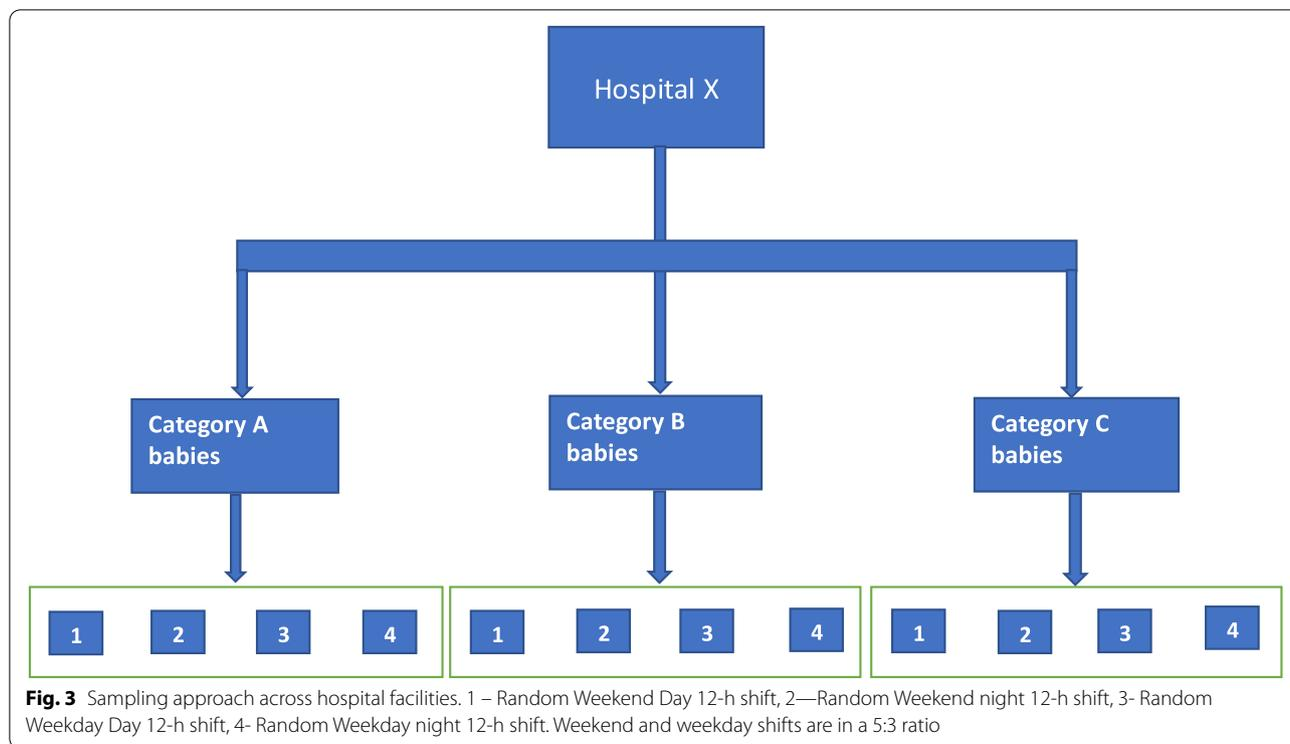 Hospital X
Category A
babies
Category B
babies
Category C
babies
1 2 3 4 1 2 3 4 1 2 3 4
Fig. 3 Sampling approach across hospital facilities. 1 – Random Weekend Day 12-h shift, 2—Random Weekend night 12-h shift, 3- Random
Weekday Day 12-h shift, 4- Random Weekday night 12-h shift. Weekend and weekday shifts are in a 5:3 ratio